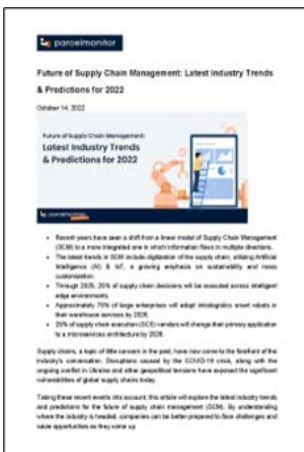 parcelmonitor
Future of Supply Chain Management: Latest Industry Trends
& Predictions for 2022
October 14, 2022
Future of Supply Chain Management:
Latest Industry Trends
& Predictions for 2022
parcelmonitor
Recent years have seen a shift from a linear model of Supply Chain Management
(SCM) to a more integrated one in which information flows in multiple directions.
The latest trends in SCM include digitization of the supply chain, utilizing Artificial
Intelligence (AI) & IoT, a growing emphasis on sustainability and mass
customization.
Through 2025, 25% of supply chain decisions will be executed across intelligent
edge environments.
Approximately 75% of large enterprises will adopt intralogistics smart robots in
their warehouse services by 2026.
25% of supply chain execution (SCE) vendors will change their primary application
to a microservices architecture by 2026.
Supply chains, a topic of little concern in the past, have now come to the forefront of the
industry's conversation. Disruptions caused by the COVID-19 crisis, along with the
ongoing conflict in Ukraine and other geopolitical tensions have exposed the significant
vulnerabilities of global supply chains today.
Taking these recent events into account, this article will explore the latest industry trends
and predictions for the future of supply chain management (SCM). By understanding
where the industry is headed, companies can be better prepared to face challenges and
seize opportunities as they come up.